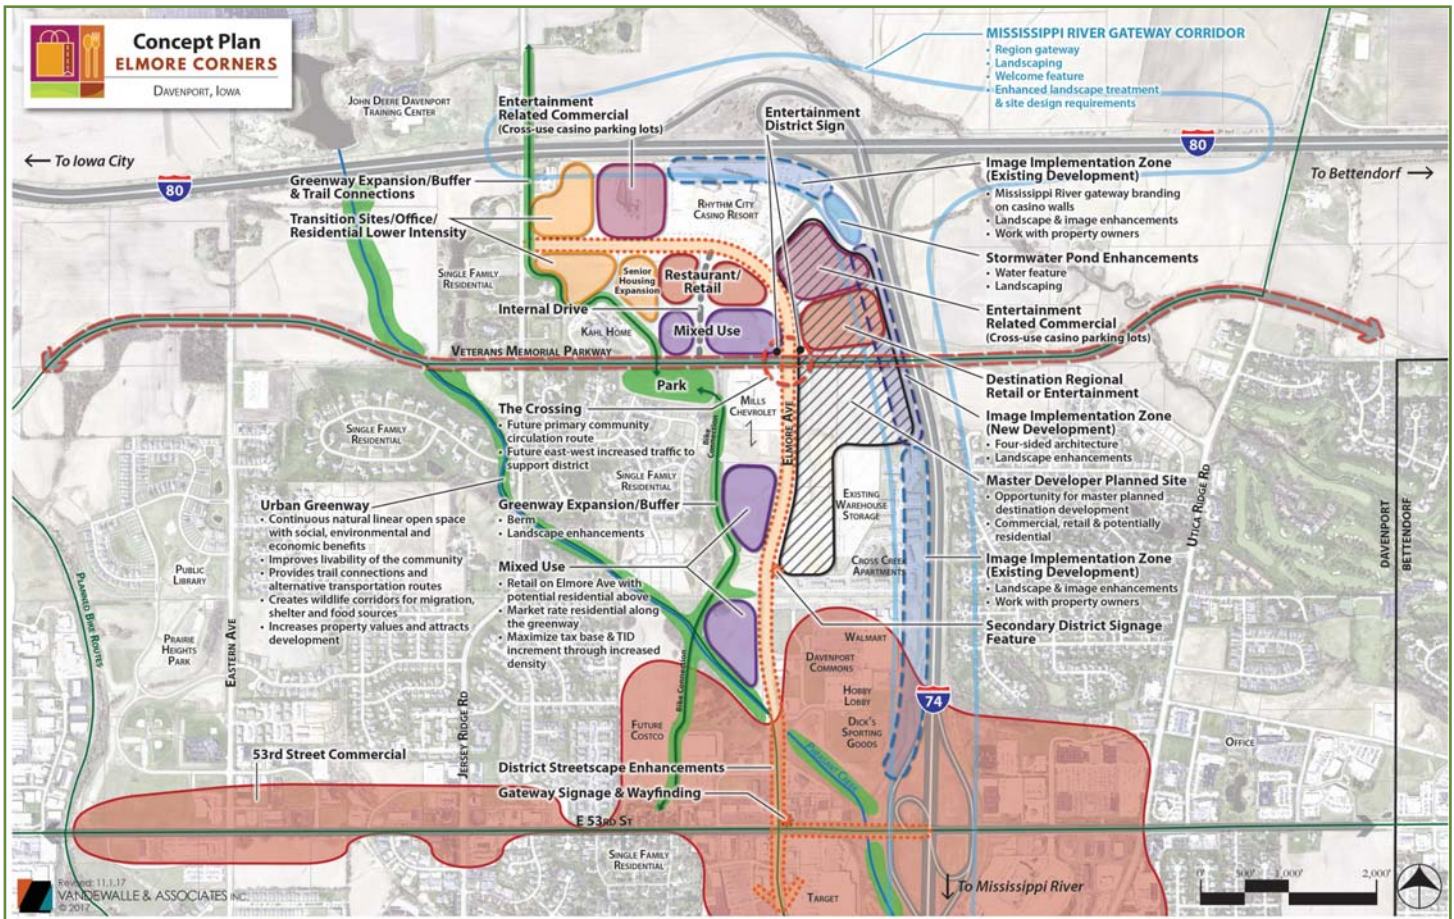 Concept Plan
ELMORE CORNERS
DAVENPORT, IOWA
JOHN DEERE DAVENPORT
TRAINING CENTER
MISSISSIPPI RIVER GATEWAY CORRIDOR
• Region gateway
• Landscaping
• Welcome feature
• Enhanced landscape treatment
& site design requirements
Entertainment
Related Commercial
(Cross-use casino parking lots)
Entertainment
District Sign
← To Iowa City
80
80
To Bettendorf →
Greenway Expansion/Buffer
& Trail Connections
Transition Sites/Office/
Residential Lower Intensity
RHYTHM CITY
CASINO RESORT
Image Implementation Zone
(Existing Development)
• Mississippi River gateway branding
on casino walls
• Landscape & image enhancements
• Work with property owners
Stormwater Pond Enhancements
• Water feature
• Landscaping
SINGLE FAMILY
RESIDENTIAL
Senior
Housing
Expansion
Restaurant/
Retail
Internal Drive
KAHL HOME
Mixed Use
Entertainment
Related Commercial
(Cross-use casino parking lots)
VETERANS MEMORIAL PARKWAY
Park
Destination Regional
Retail or Entertainment
The Crossing
• Future primary community
circulation route
• Future east-west increased traffic to
support district
MILLS
CHEVROLET
Bike
Connection
ELMORE AVE
Image Implementation Zone
(New Development)
• Four-sided architecture
• Landscape enhancements
SINGLE FAMILY
RESIDENTIAL
SINGLE FAMILY
RESIDENTIAL
Master Developer Planned Site
• Opportunity for master planned
destination development
• Commercial, retail & potentially
residential
Urban Greenway
• Continuous natural linear open space
with social, environmental and
economic benefits
• Improves livability of the community
• Provides trail connections and
alternative transportation routes
• Creates wildlife corridors for migration,
shelter and food sources
• Increases property values and attracts
development
Greenway Expansion/Buffer
• Berm
• Landscape enhancements
EXISTING
WAREHOUSE
STORAGE
UTICA RIDGE RD
DAVENPORT
BETTENDORF
Mixed Use
• Retail on Elmore Ave with
potential residential above
• Market rate residential along
the greenway
• Maximize tax base & TID
increment through increased
density
CROSS CREEK
APARTMENTS
Image Implementation Zone
(Existing Development)
• Landscape & image enhancements
• Work with property owners
Secondary District Signage
Feature
PUBLIC
LIBRARY
PLANNED BIKE ROUTES
PRAIRIE
HEIGHTS
PARK
EASTERN AVE
JERSEY RIDGE RD
Bike Connection
WALMART
DAVENPORT
COMMONS
HOBBY
LOBBY
DICK'S
SPORTING
GOODS
74
FUTURE
COSTCO
OFFICE
53rd Street Commercial
District Streetscape Enhancements
Gateway Signage & Wayfinding
E 53RD ST
SINGLE FAMILY
RESIDENTIAL
TARGET
↓ To Mississippi River
Revised: 11.1.17
VANDEWALLE & ASSOCIATES INC.
© 2017
0' 500' 1,000' 2,000'